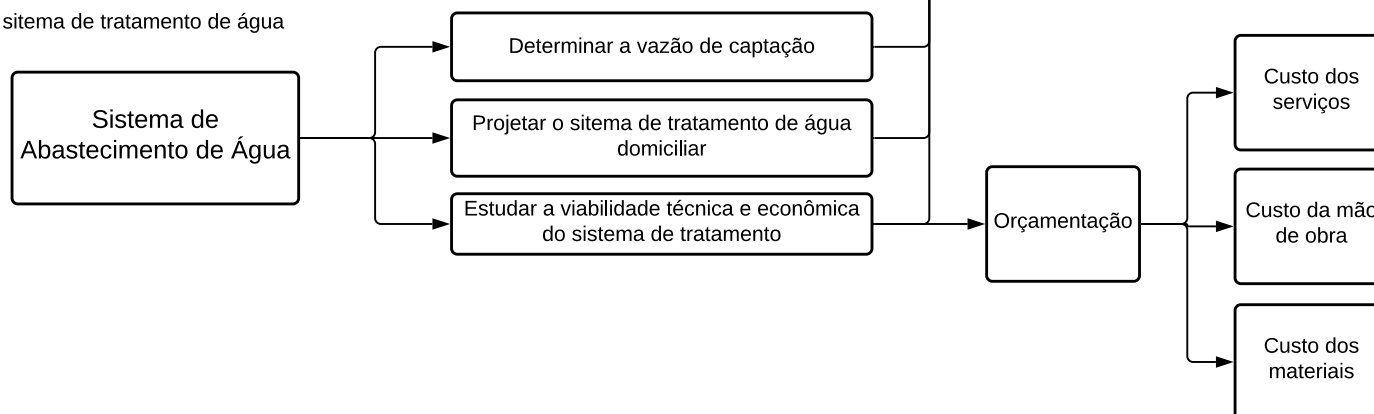 sitema de tratamento de água
Sistema de
Abastecimento de Água
Determinar a vazão de captação
Projetar o sitema de tratamento de água
domiciliar
Estudar a viabilidade técnica e econômica
do sistema de tratamento
Orçamentação
Custo dos
serviços
Custo da mão
de obra
Custo dos
materiais